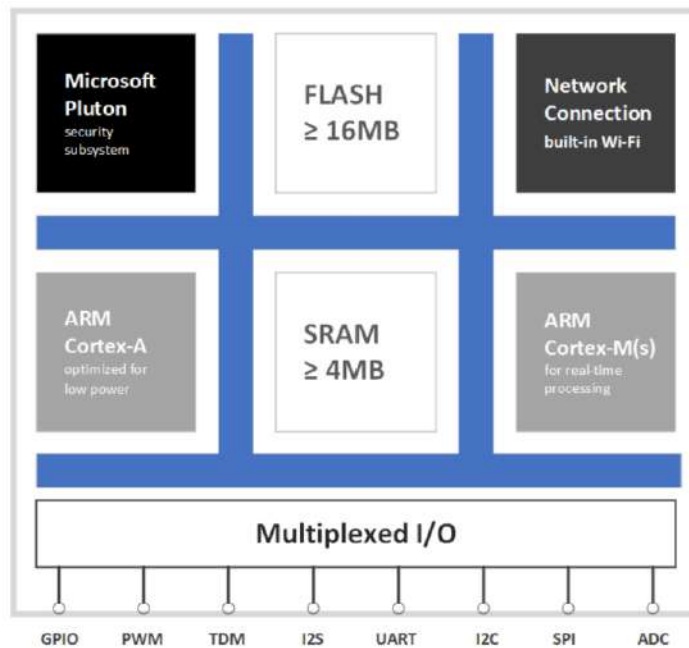 Microsoft
Pluton
security
subsystem
FLASH
≥ 16MB
Network
Connection
built-in Wi-Fi
ARM
Cortex-A
optimized for
low power
SRAM
≥ 4MB
ARM
Cortex-M(s)
for real-time
processing
Multiplexed I/O
GPIO PWM TDM I2S UART I2C SPI ADC